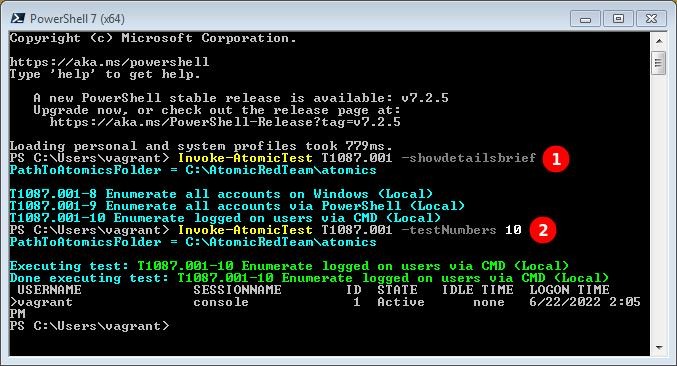 PowerShell 7 (x64)
Copyright (c) Microsoft Corporation.
https://aka.ms/powershell
Type 'help' to get help.
A new PowerShell stable release is available: v7.2.5
Upgrade now, or check out the release page at:
https://aka.ms/PowerShell-Release?tag=v7.2.5
Loading personal and system profiles took 779ms.
PS C:\Users\vagrant> Invoke-AtomicTest T1087.001 -showdetailsbrief 1
PathToAtomicsFolder = C:\AtomicRedTeam\atomics
T1087.001-8 Enumerate all accounts on Windows (Local)
T1087.001-9 Enumerate all accounts via PowerShell (Local)
T1087.001-10 Enumerate logged on users via CMD (Local)
PS C:\Users\vagrant> Invoke-AtomicTest T1087.001 -testNumbers 10 2
PathToAtomicsFolder = C:\AtomicRedTeam\atomics
Executing test: T1087.001-10 Enumerate logged on users via CMD (Local)
Done executing test: T1087.001-10 Enumerate logged on users via CMD (Local)
USERNAME SESSIONNAME ID STATE IDLE TIME LOGON TIME
>vagrant console 1 Active none 6/22/2022 2:05
PM
PS C:\Users\vagrant>